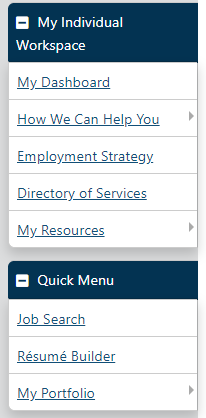 My Individual
Workspace
My Dashboard
How We Can Help You
Employment Strategy
Directory of Services
My Resources
Quick Menu
Job Search
Résumé Builder
My Portfolio